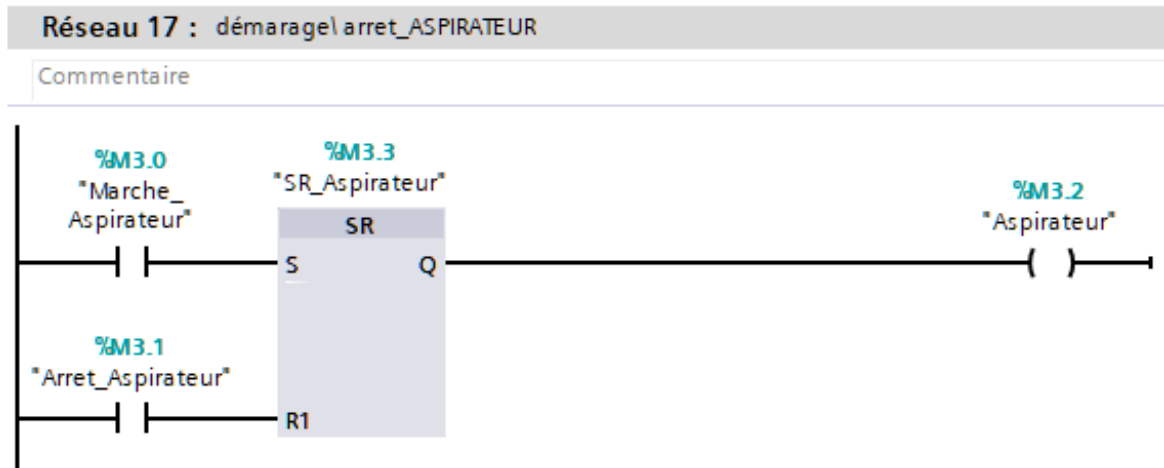 Réseau 17 : démarage\ arret_ASPIRATEUR
Commentaire
%M3.0
"Marche_
Aspirateur"
%M3.3
"SR_Aspirateur"
SR
%M3.2
"Aspirateur"
S Q
%M3.1
"Arret_Aspirateur"
R1